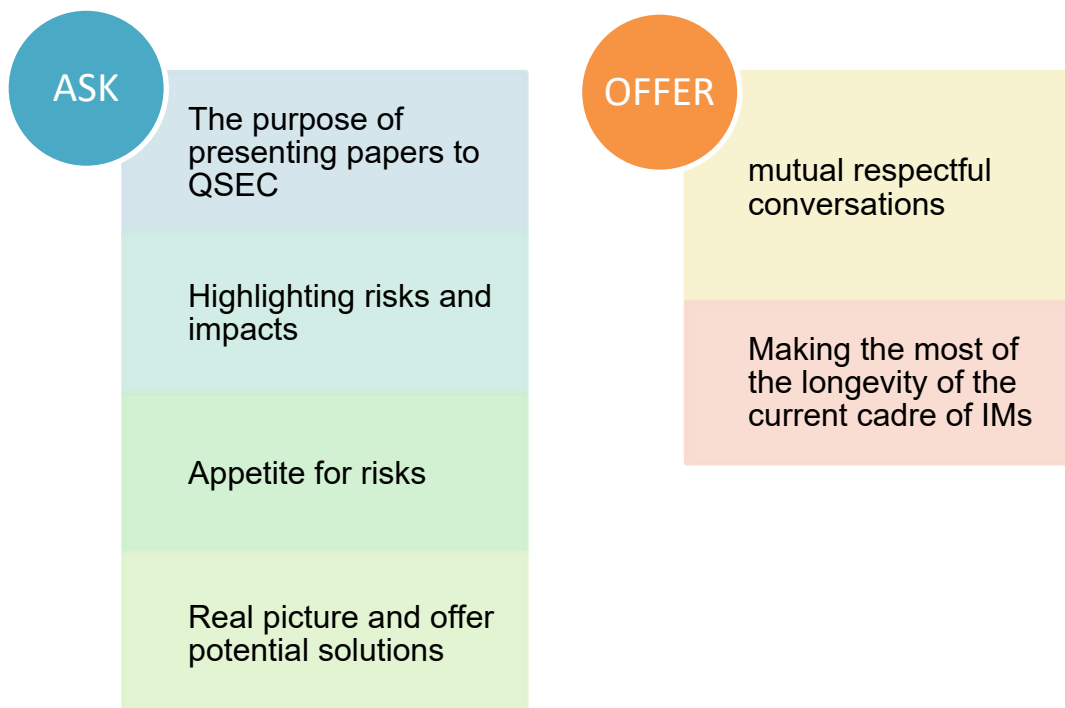 ASK
The purpose of
presenting papers to
QSEC
Highlighting risks and
impacts
Appetite for risks
Real picture and offer
potential solutions
OFFER
mutual respectful
conversations
Making the most of
the longevity of the
current cadre of IMs